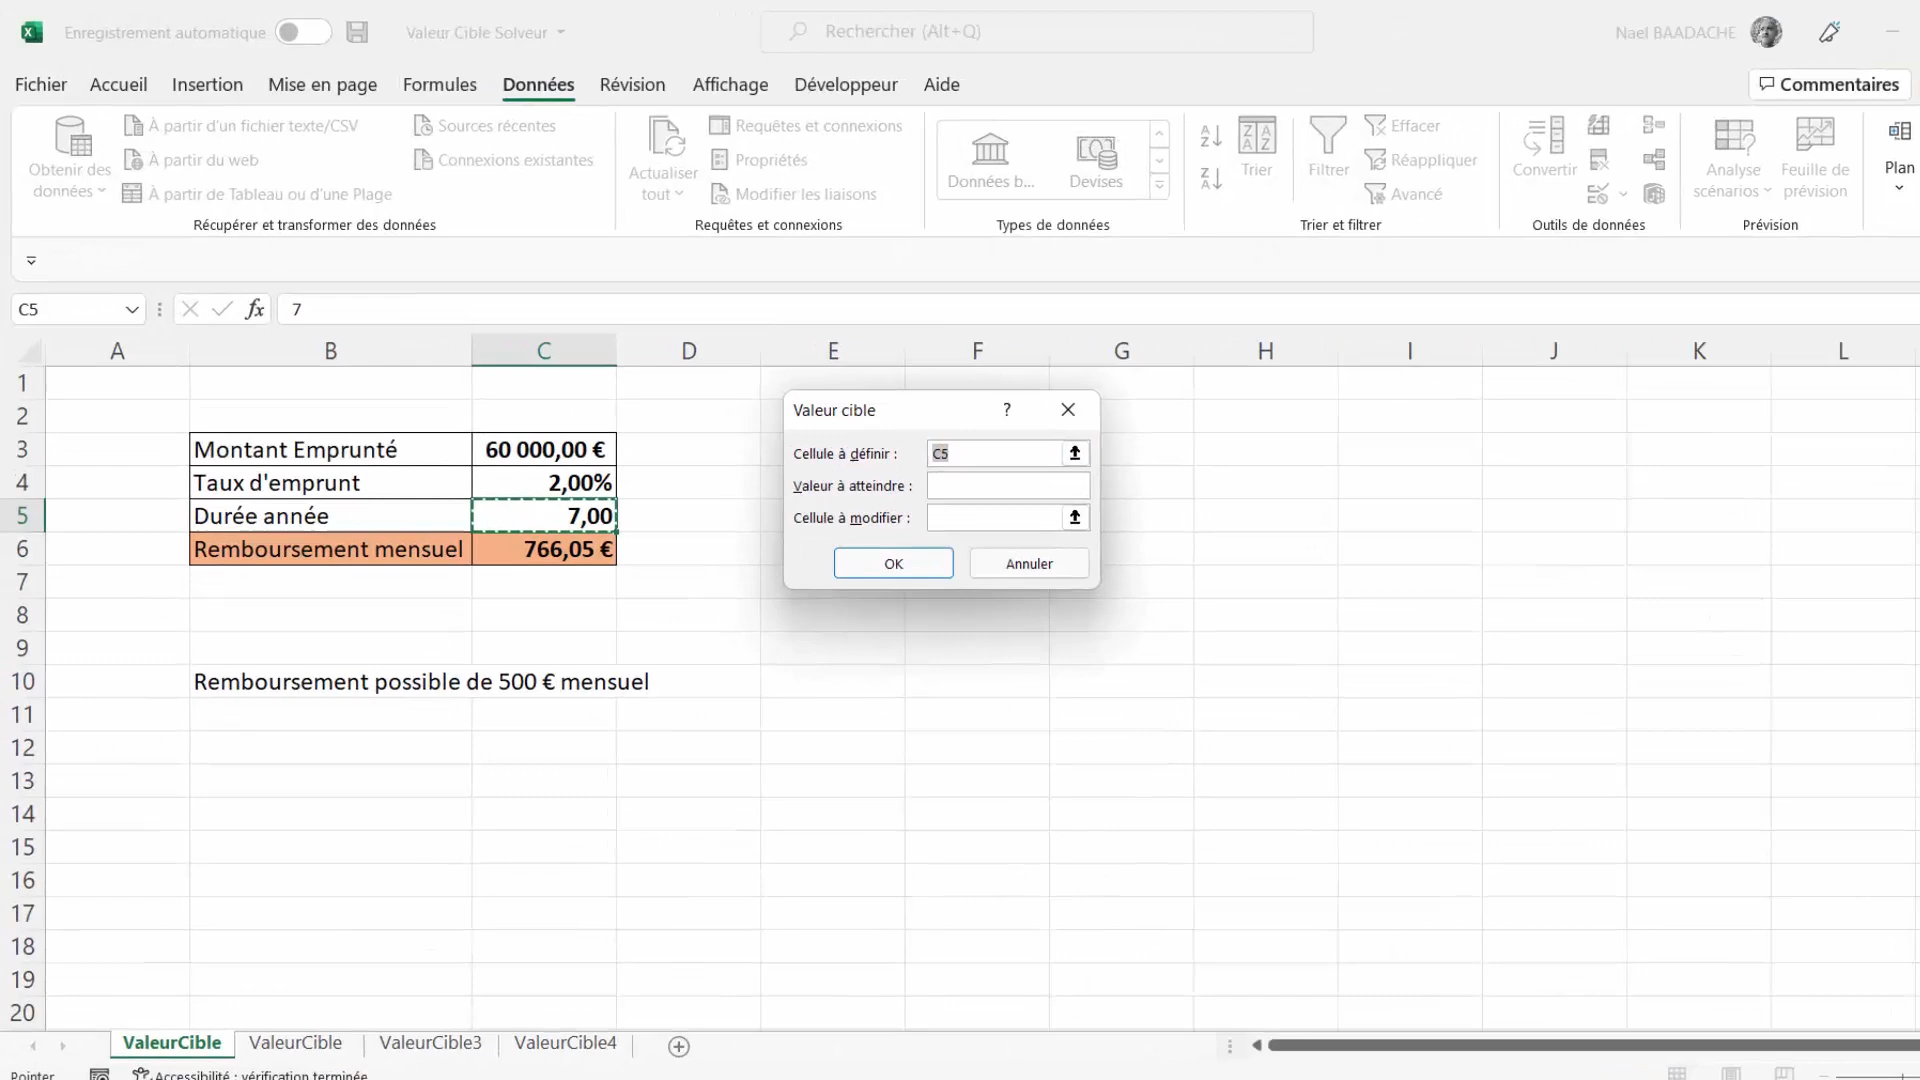 Enregistrement automatique
Valeur Cible Solveur
Rechercher (Alt+Q)
Nael BAADACHE
Fichier Accueil Insertion Mise en page Formules Données Révision Affichage Développeur Aide
Commentaires
Obtenir des
données
À partir d'un fichier texte/CSV
À partir du web
À partir de Tableau ou d'une Plage
Sources récentes
Connexions existantes
Récupérer et transformer des données
Actualiser
tout
Requêtes et connexions
Propriétés
Modifier les liaisons
Requêtes et connexions
Données b...
Devises
Types de données
Trier
Filtrer
Effacer
Réappliquer
Avancé
Trier et filtrer
Convertir
Outils de données
Analyse
scénarios
Feuille de
prévision
Prévision
Plan
C5
fx
7
A B C D E F G H I J K L
1
2
3 Montant Emprunté 60 000,00 €
4 Taux d'emprunt 2,00%
5 Durée année 7,00
6 Remboursement mensuel 766,05 €
7
8
9
10 Remboursement possible de 500 € mensuel
11
12
13
14
15
16
17
18
19
20
Valeur cible ?
Cellule à définir : C5
Valeur à atteindre :
Cellule à modifier :
OK Annuler
ValeurCible ValeurCible ValeurCible3 ValeurCible4
Pointer
Accessibilité : vérification terminée